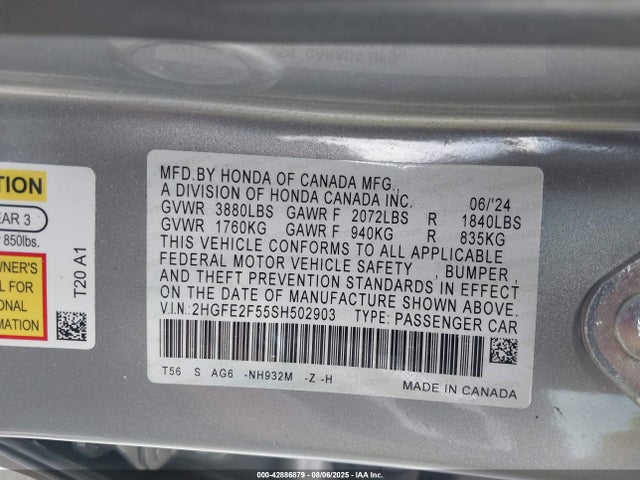 MFD.BY HONDA OF CANADA MFG.,
A DIVISION OF HONDA CANADA INC. 06/'24
GVWR 3880LBS GAWR F 2072LBS R 1840LBS
GVWR 1760KG GAWR F 940KG R 835KG
THIS VEHICLE CONFORMS TO ALL APPLICABLE
FEDERAL MOTOR VEHICLE SAFETY , BUMPER,
AND THEFT PREVENTION STANDARDS IN EFFECT
ON THE DATE OF MANUFACTURE SHOWN ABOVE.
V.I.N.: 2HGFE2F55SH502903 TYPE: PASSENGER CAR
T56 S AG6 -NH932M -Z -H
MADE IN CANADA
TION
EAR 3
850lbs.
WNER'S
L FOR
ONAL
RMATION
T20 A1
000-42886879 - 08/06/2025 - IAA Inc.